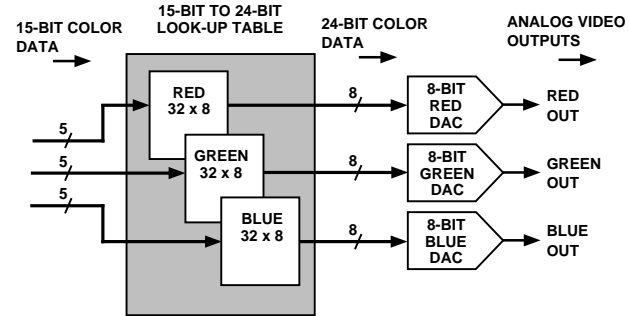 15-BIT COLOR
DATA
15-BIT TO 24-BIT
LOOK-UP TABLE
24-BIT COLOR
DATA
ANALOG VIDEO
OUTPUTS
5
RED
32 x 8
8
8-BIT
RED
DAC
RED
OUT
5
GREEN
32 x 8
8
8-BIT
GREEN
DAC
GREEN
OUT
5
BLUE
32 x 8
8
8-BIT
BLUE
DAC
BLUE
OUT